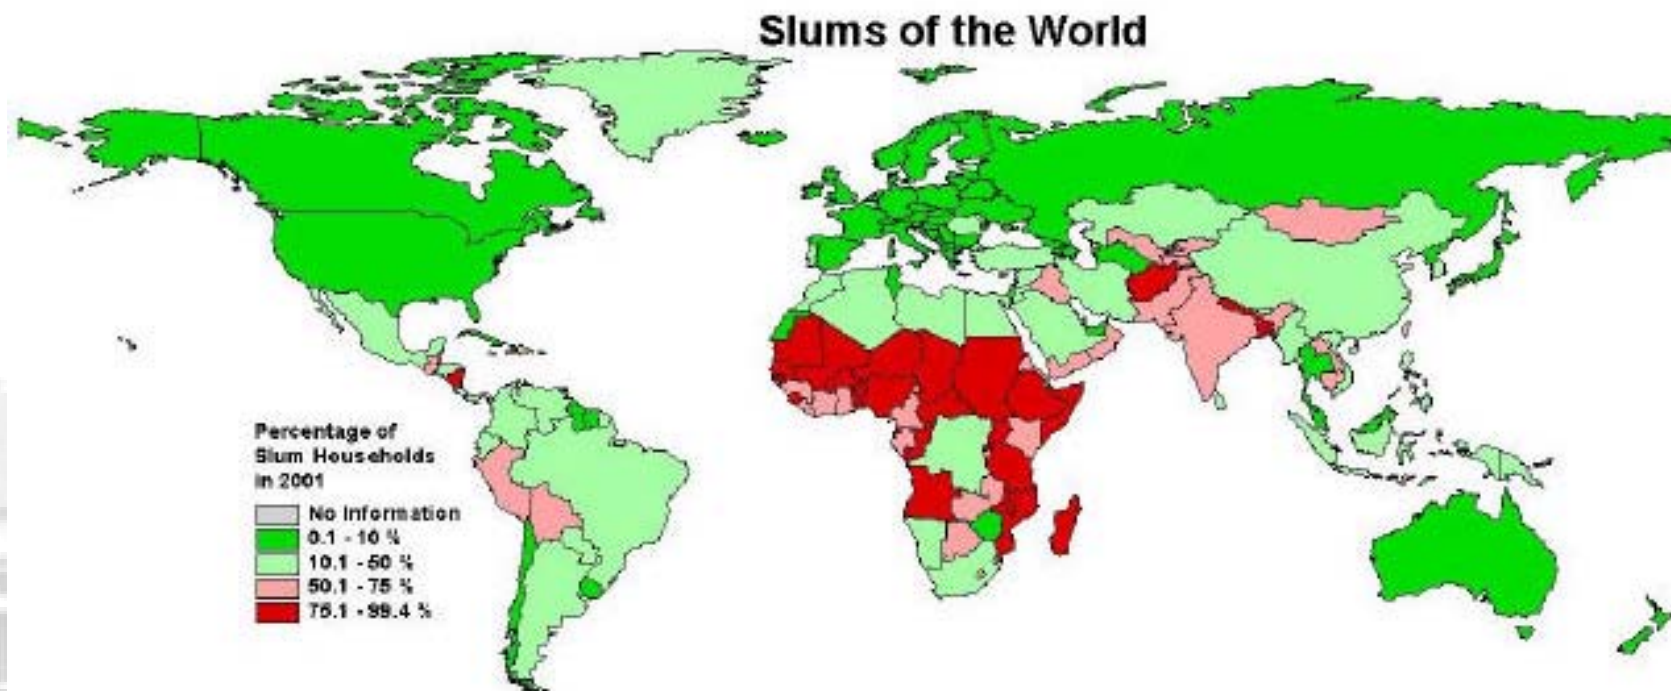 Slums of the World
Percentage of
Slum Households
in 2001
No Information
0.1 - 10 %
10.1 - 50 %
50.1 - 75 %
75.1 - 99.4 %